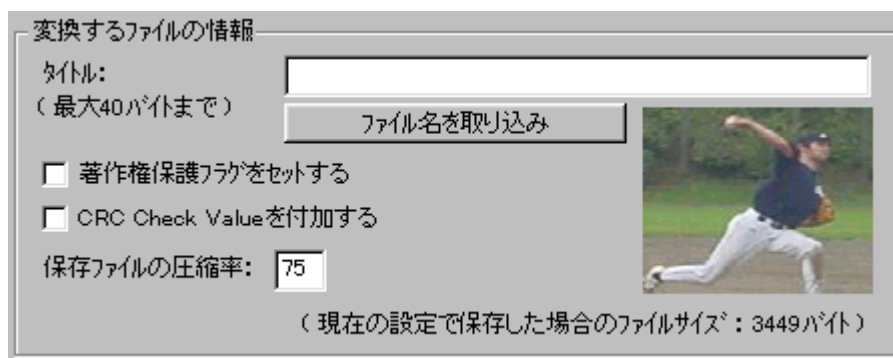 変換するﾌｧｲﾙの情報
ﾀｲﾄﾙ:
(最大40ﾊﾞｲﾄまで)
ファイル名を取り込み
著作権保護ﾌﾗｸﾞをｾｯﾄする
CRC Check Valueを付加する
保存ﾌｧｲﾙの圧縮率: 75
(現在の設定で保存した場合のﾌｧｲﾙｻｲｽﾞ:3449ﾊﾞｲﾄ)